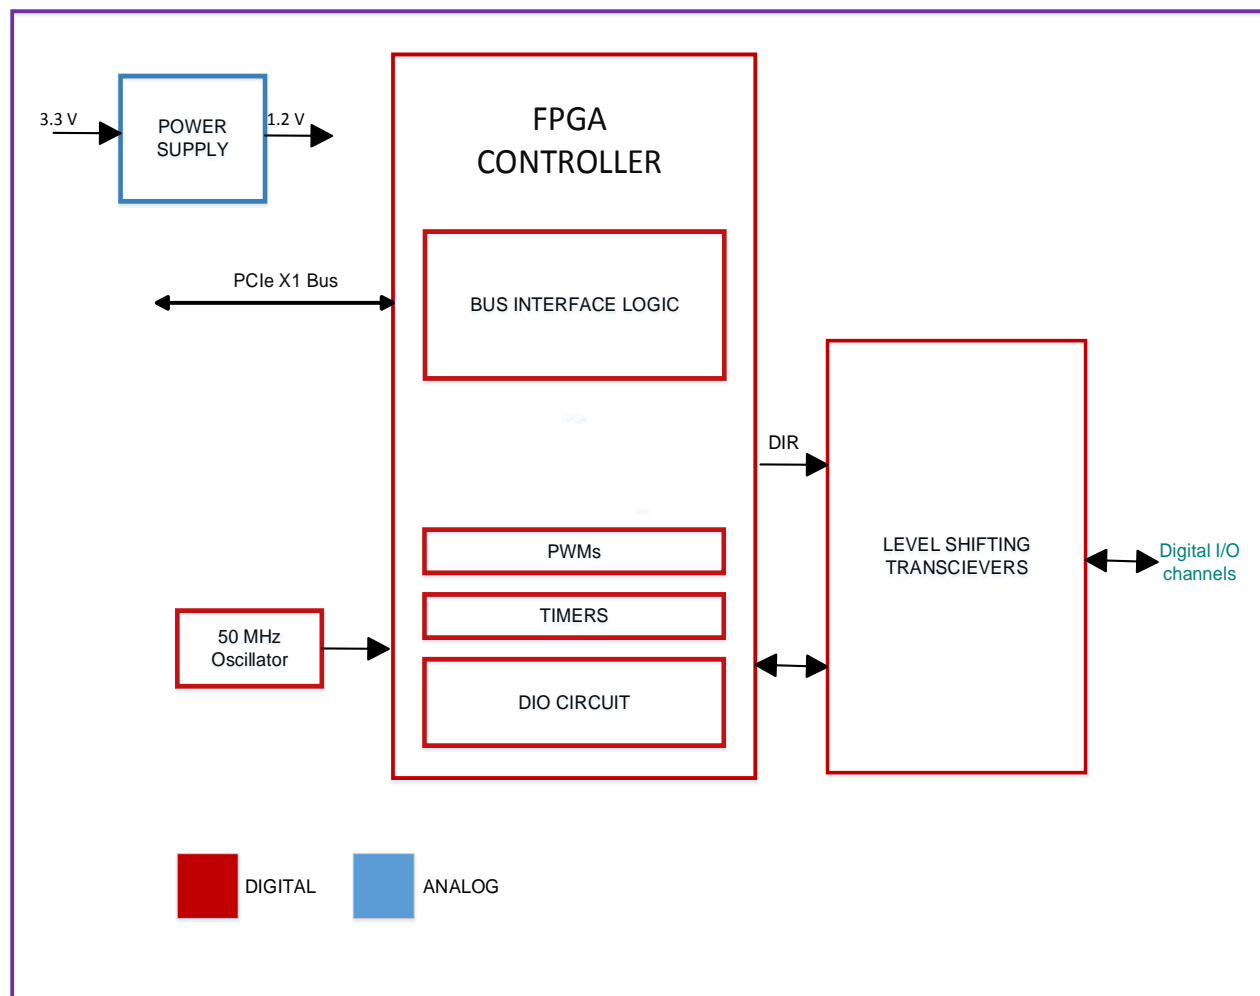 3.3 V
POWER
SUPPLY
1.2 V
FPGA
CONTROLLER
PCIe X1 Bus
BUS INTERFACE LOGIC
DIR
PWMs
LEVEL SHIFTING
TRANSCIEVERS
Digital I/O
channels
TIMERS
50 MHz
Oscillator
DIO CIRCUIT
DIGITAL
ANALOG